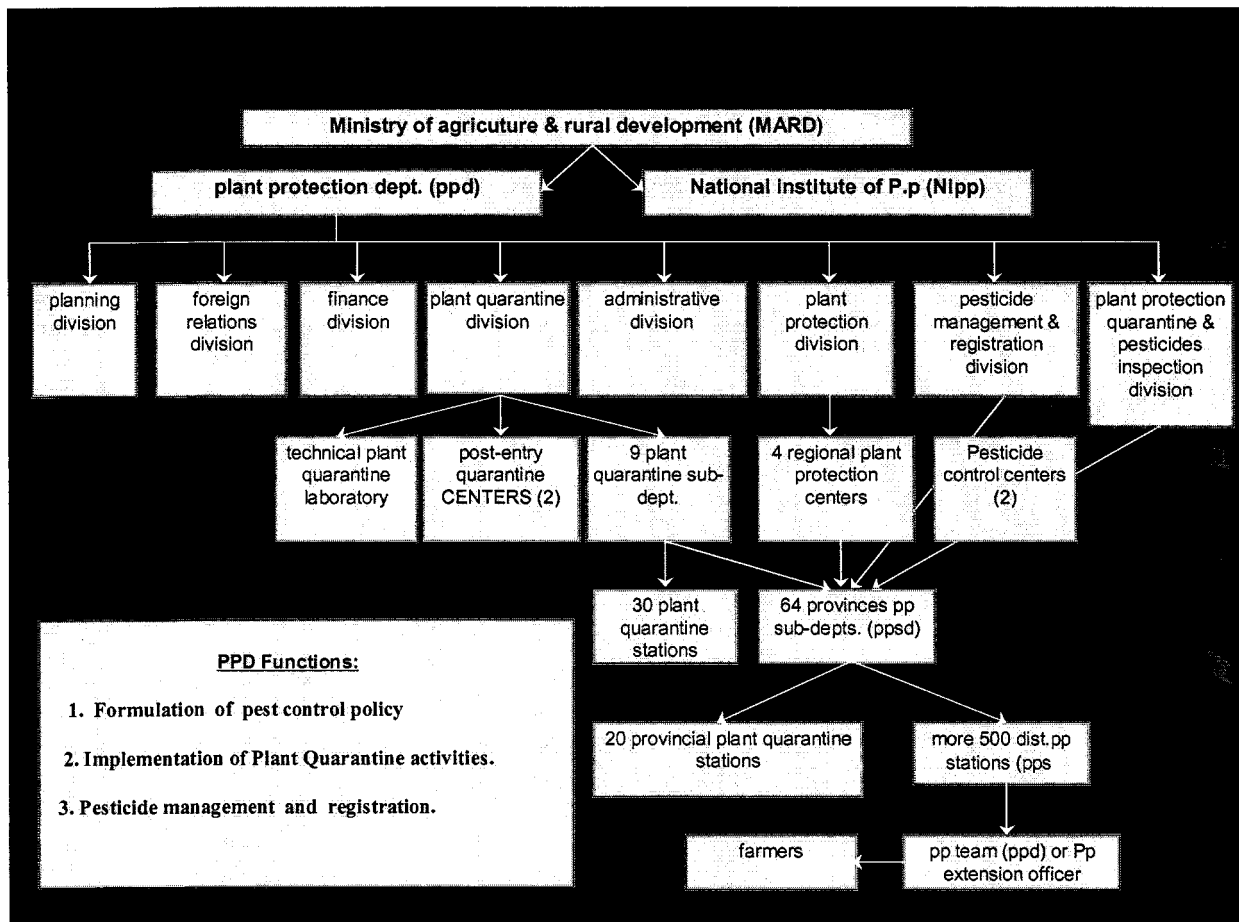 Ministry of agricuture & rural development (MARD)
plant protection dept. (ppd)
National institute of P.p (NIpp)
planning
division
foreign
relations
division
finance
division
plant quarantine
division
administrative
division
plant
protection
division
pesticide
management &
registration
division
plant protection
quarantine &
pesticides
inspection
division
technical plant
quarantine
laboratory
post-entry
quarantine
CENTERS (2)
9 plant
quarantine sub-
dept.
4 regional plant
protection
centers
Pesticide
control centers
(2)
30 plant
quarantine
stations
64 provinces pp
sub-depts. (ppsd)
PPD Functions:
1. Formulation of pest control policy
2. Implementation of Plant Quarantine activities.
3. Pesticide management and registration.
20 provincial plant quarantine
stations
more 500 dist.pp
stations (pps
farmers
pp team (ppd) or Pp
extension officer